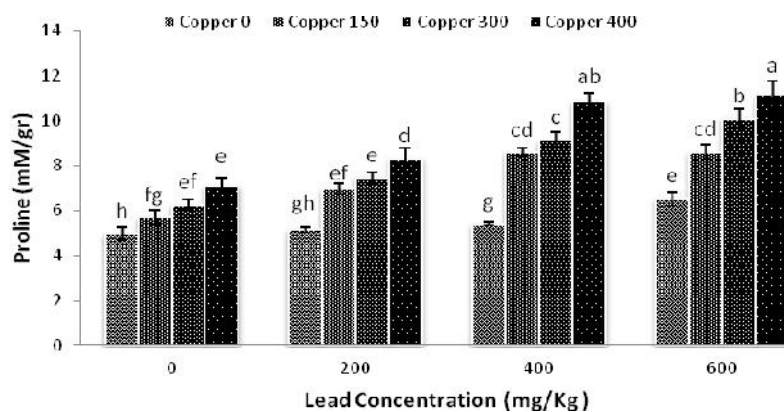 Copper 0 Copper 150 Copper 300 Copper 400
14
12
10
8
6
4
2
0
Proline (mM/gr)
h fg ef e
gh ef e d
g cd c ab
e cd b a
0 200 400 600
Lead Concentration (mg/Kg)